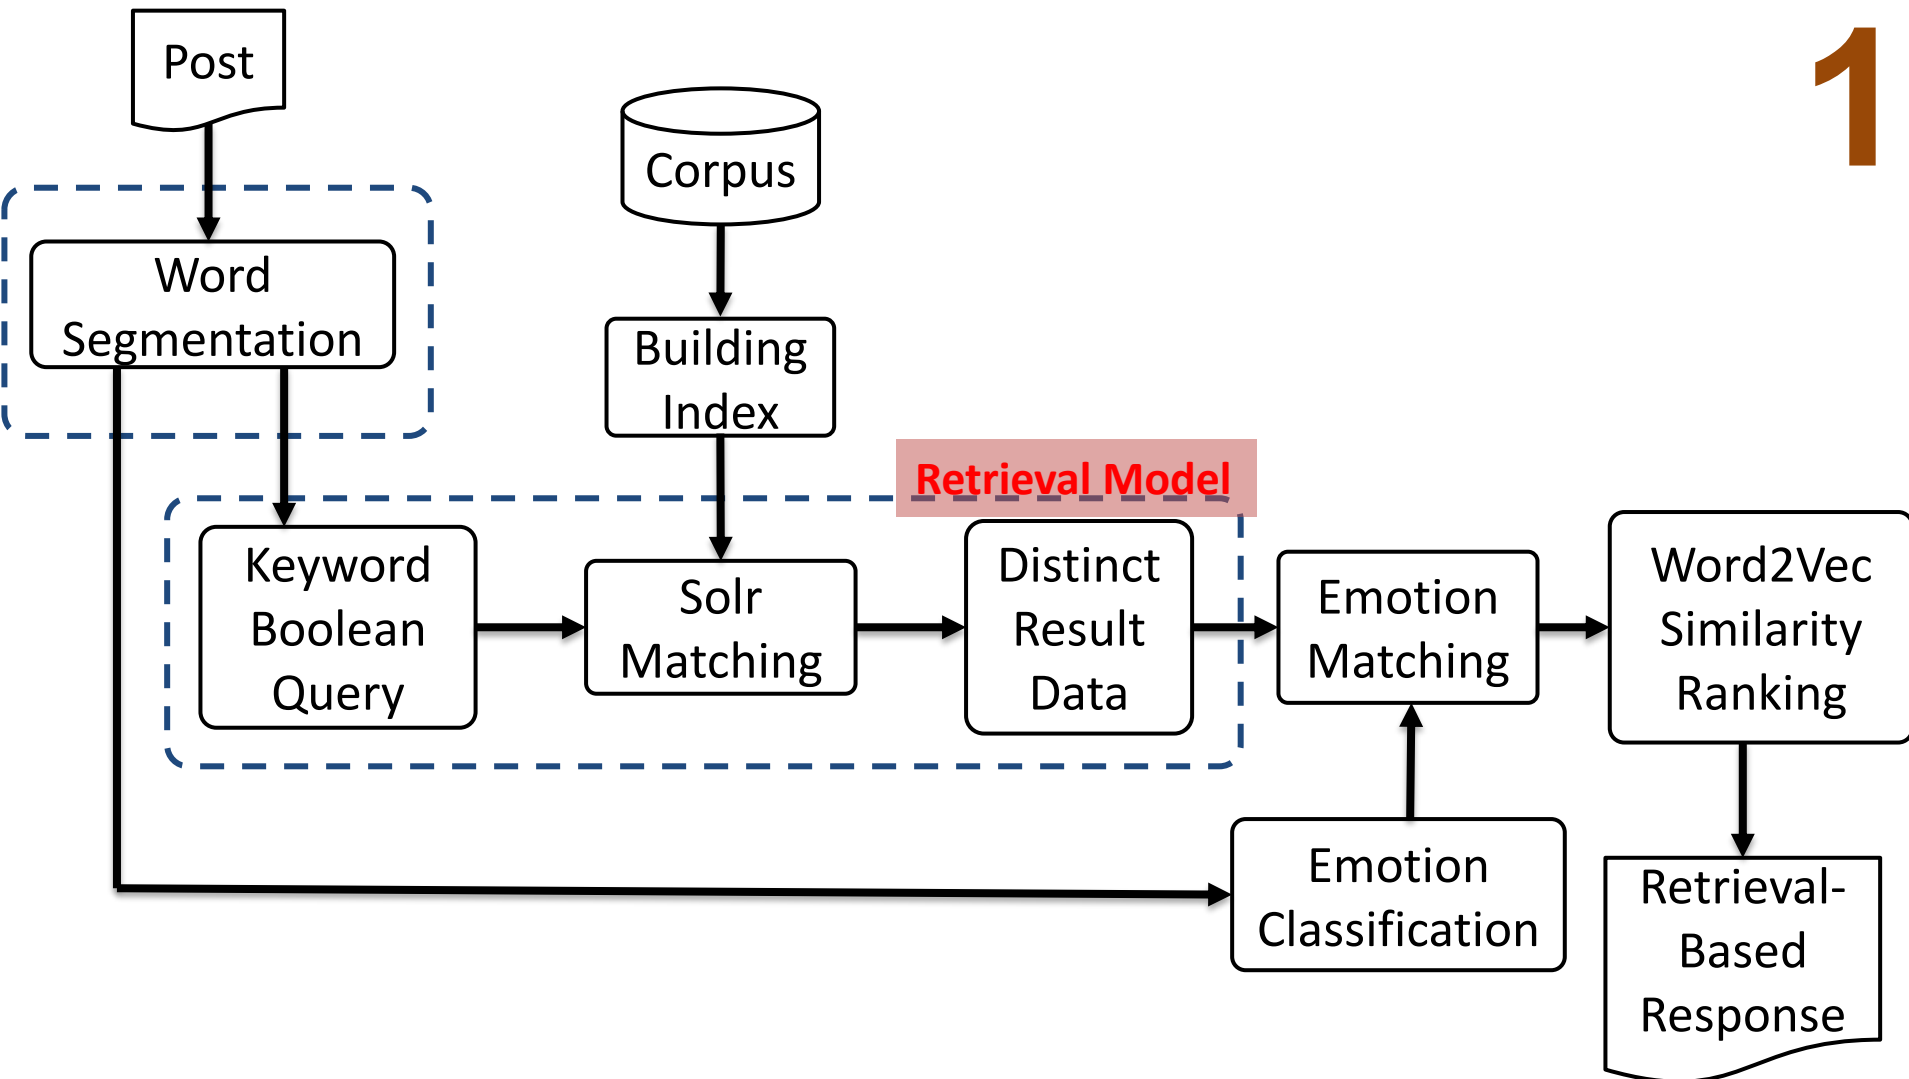 Post
1
Corpus
Word
Segmentation
Building
Index
Retrieval Model
Keyword
Boolean
Query
Solr
Matching
Distinct
Result
Data
Emotion
Matching
Word2Vec
Similarity
Ranking
Emotion
Classification
Retrieval-
Based
Response